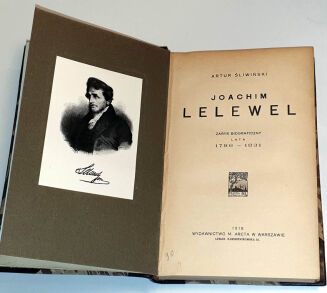 ARTUR ŚLIWIŃSKI
JOACHIM
LELEWEL
ZARYS BIOGRAFICZNY
LATA
1786 – 1831
1918
WYDAWNICTWO M. ARCTA W WARSZAWIE